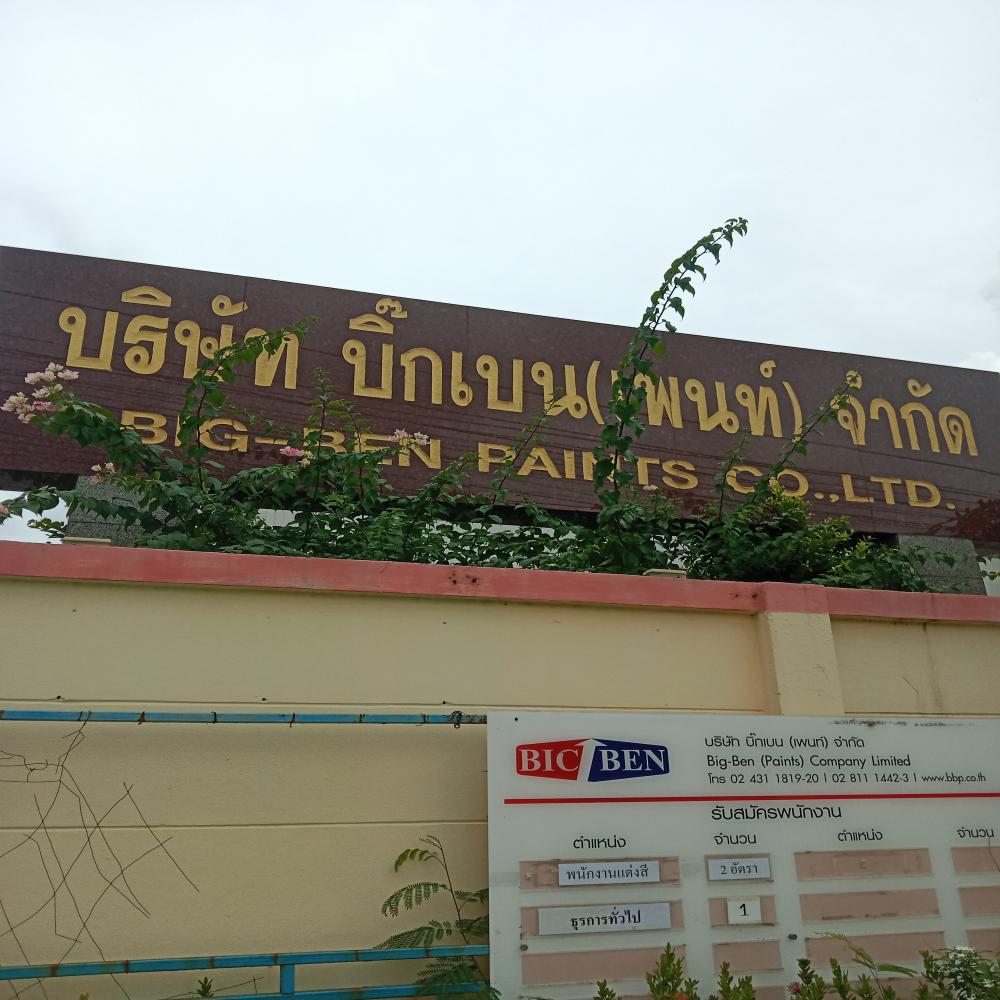 บริษัท บิ๊กเบน(เพนท์) จำกัด
BIG-BEN PAINTS CO.,LTD.
BIG BEN
บริษัท บิ๊กเบน (เพนท์) จำกัด
Big-Ben (Paints) Company Limited
โทร 02 431 1819-20 | 02 811 1442-3 | www.bbp.co.th
รับสมัครพนักงาน
ตำแหน่ง จำนวน ตำแหน่ง จำนวน
พนักงานแต่งสี 2 อัตรา
ธุรการทั่วไป 1